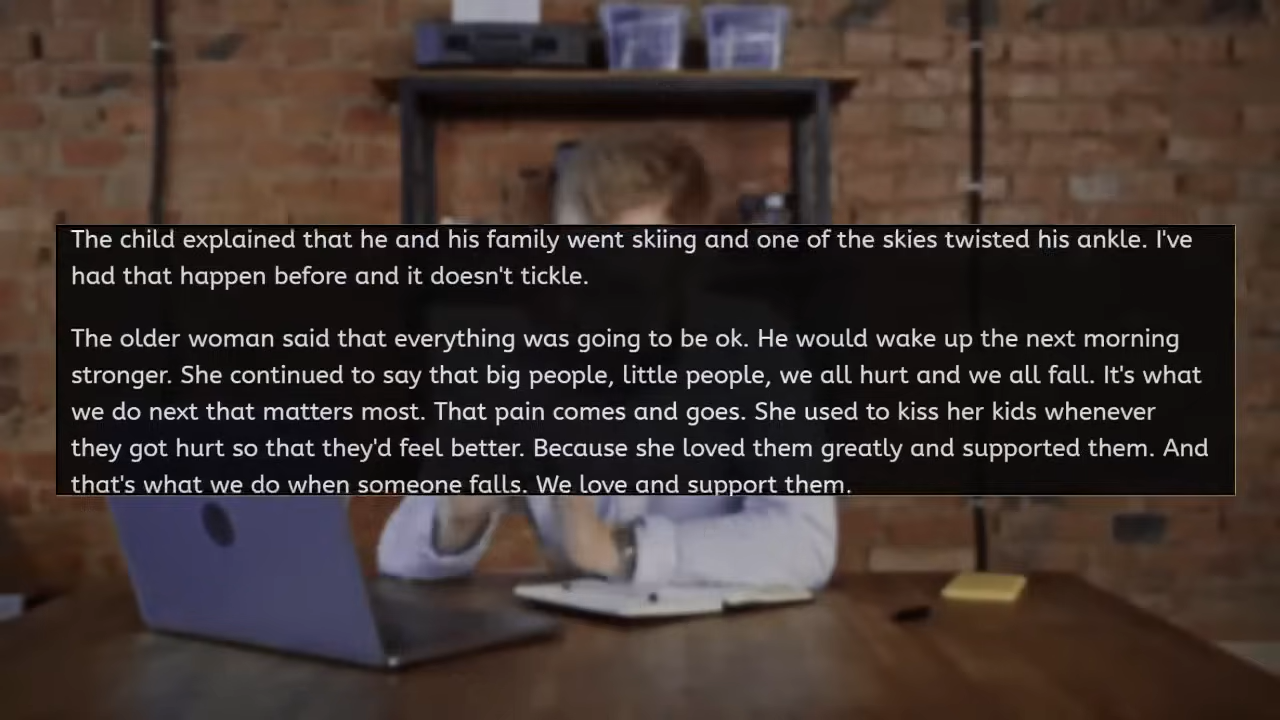 The child explained that he and his family went skiing and one of the skies twisted his ankle. I've
had that happen before and it doesn't tickle.
The older woman said that everything was going to be ok. He would wake up the next morning
stronger. She continued to say that big people, little people, we all hurt and we all fall. It's what
we do next that matters most. That pain comes and goes. She used to kiss her kids whenever
they got hurt so that they'd feel better. Because she loved them greatly and supported them. And
that's what we do when someone falls. We love and support them.